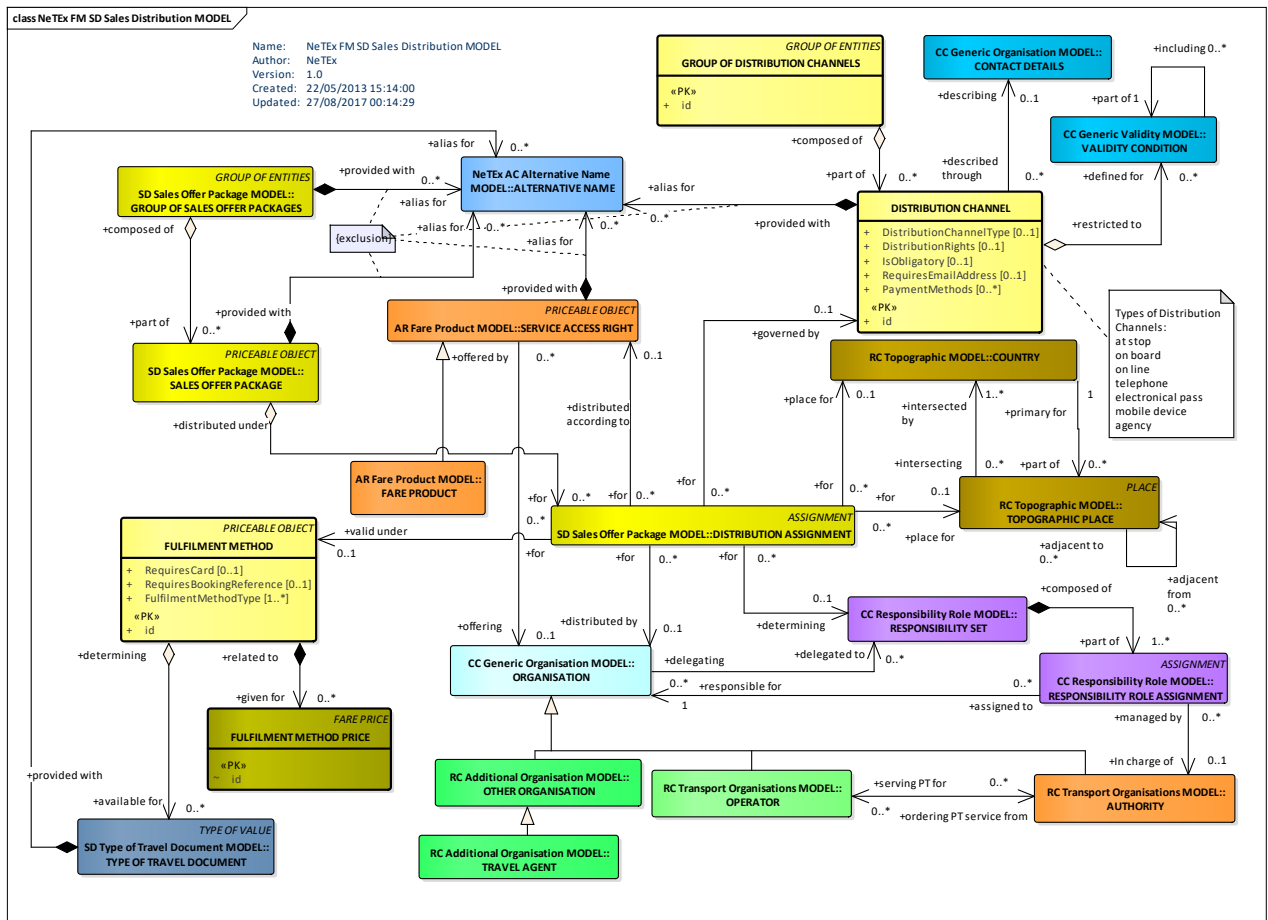 class NeTEx FM SD Sales Distribution MODEL
Name: NeTEx FM SD Sales Distribution MODEL
Author: NeTEx
Version: 1.0
Created: 22/05/2013 15:14:00
Updated: 27/08/2017 00:14:29
GROUP OF ENTITIES
GROUP OF DISTRIBUTION CHANNELS
«PK»
+ id
+composed of
+part of
0..*
CC Generic Organisation MODEL::
CONTACT DETAILS
+describing
0..1
+described
through
0..*
+including 0..*
+part of 1
CC Generic Validity MODEL::
VALIDITY CONDITION
+defined for
0..*
+restricted to
+alias for
0..*
NeTEx AC Alternative Name
MODEL::ALTERNATIVE NAME
GROUP OF ENTITIES
SD Sales Offer Package MODEL::
GROUP OF SALES OFFER PACKAGES
+provided with
0..*
+alias for
+composed of
{exclusion}
+alias for
0..*
+alias for
+alias for
0..*
+provided with
DISTRIBUTION CHANNEL
+ DistributionChannelType [0..1]
+ DistributionRights [0..1]
+ IsObligatory [0..1]
+ RequiresEmailAddress [0..1]
+ PaymentMethods [0..*]
«PK»
+ id
Types of Distribution
Channels:
at stop
on board
on line
telephone
electronical pass
mobile device
agency
+provided with
PRICEABLE OBJECT
AR Fare Product MODEL::SERVICE ACCESS RIGHT
+part of
0..*
+provided with
PRICEABLE OBJECT
SD Sales Offer Package MODEL::
SALES OFFER PACKAGE
+distributed under
+offered by
0..*
0..1
+distributed
according to
0..1
+governed by
RC Topographic MODEL::COUNTRY
+place for
0..1
+intersected
by
1..*
+primary for
1
AR Fare Product MODEL::
FARE PRODUCT
+intersecting
0..*
+part of
0..*
+for
0..*
+for
0..*
+for
0..*
+for
0..*
+for
0..*
0..1
+place for
PLACE
RC Topographic MODEL::
TOPOGRAPHIC PLACE
+adjacent to
0..*
+adjacent
from
0..*
ASSIGNMENT
SD Sales Offer Package MODEL::DISTRIBUTION ASSIGNMENT
0..*
+for
+valid under
0..1
PRICEABLE OBJECT
FULFILMENT METHOD
+ RequiresCard [0..1]
+ RequiresBookingReference [0..1]
+ FulfilmentMethodType [1..*]
«PK»
+ id
+for
0..*
+for
0..*
+offering
0..1
+distributed by
0..1
0..1
+determining
CC Responsibility Role MODEL::
RESPONSIBILITY SET
+composed of
+part of
1..*
+determining
+related to
+given for
0..*
CC Generic Organisation MODEL::
ORGANISATION
+delegating
0..*
+delegated to
0..*
+responsible for
1
0..*
+assigned to
ASSIGNMENT
CC Responsibility Role MODEL::
RESPONSIBILITY ROLE ASSIGNMENT
+managed by
0..*
+In charge of
0..1
FARE PRICE
FULFILMENT METHOD PRICE
«PK»
~ id
+provided with
+available for
0..*
RC Additional Organisation MODEL::
OTHER ORGANISATION
RC Transport Organisations MODEL::
OPERATOR
+serving PT for
0..*
0..*
+ordering PT service from
RC Transport Organisations MODEL::
AUTHORITY
TYPE OF VALUE
SD Type of Travel Document MODEL::
TYPE OF TRAVEL DOCUMENT
RC Additional Organisation MODEL::
TRAVEL AGENT